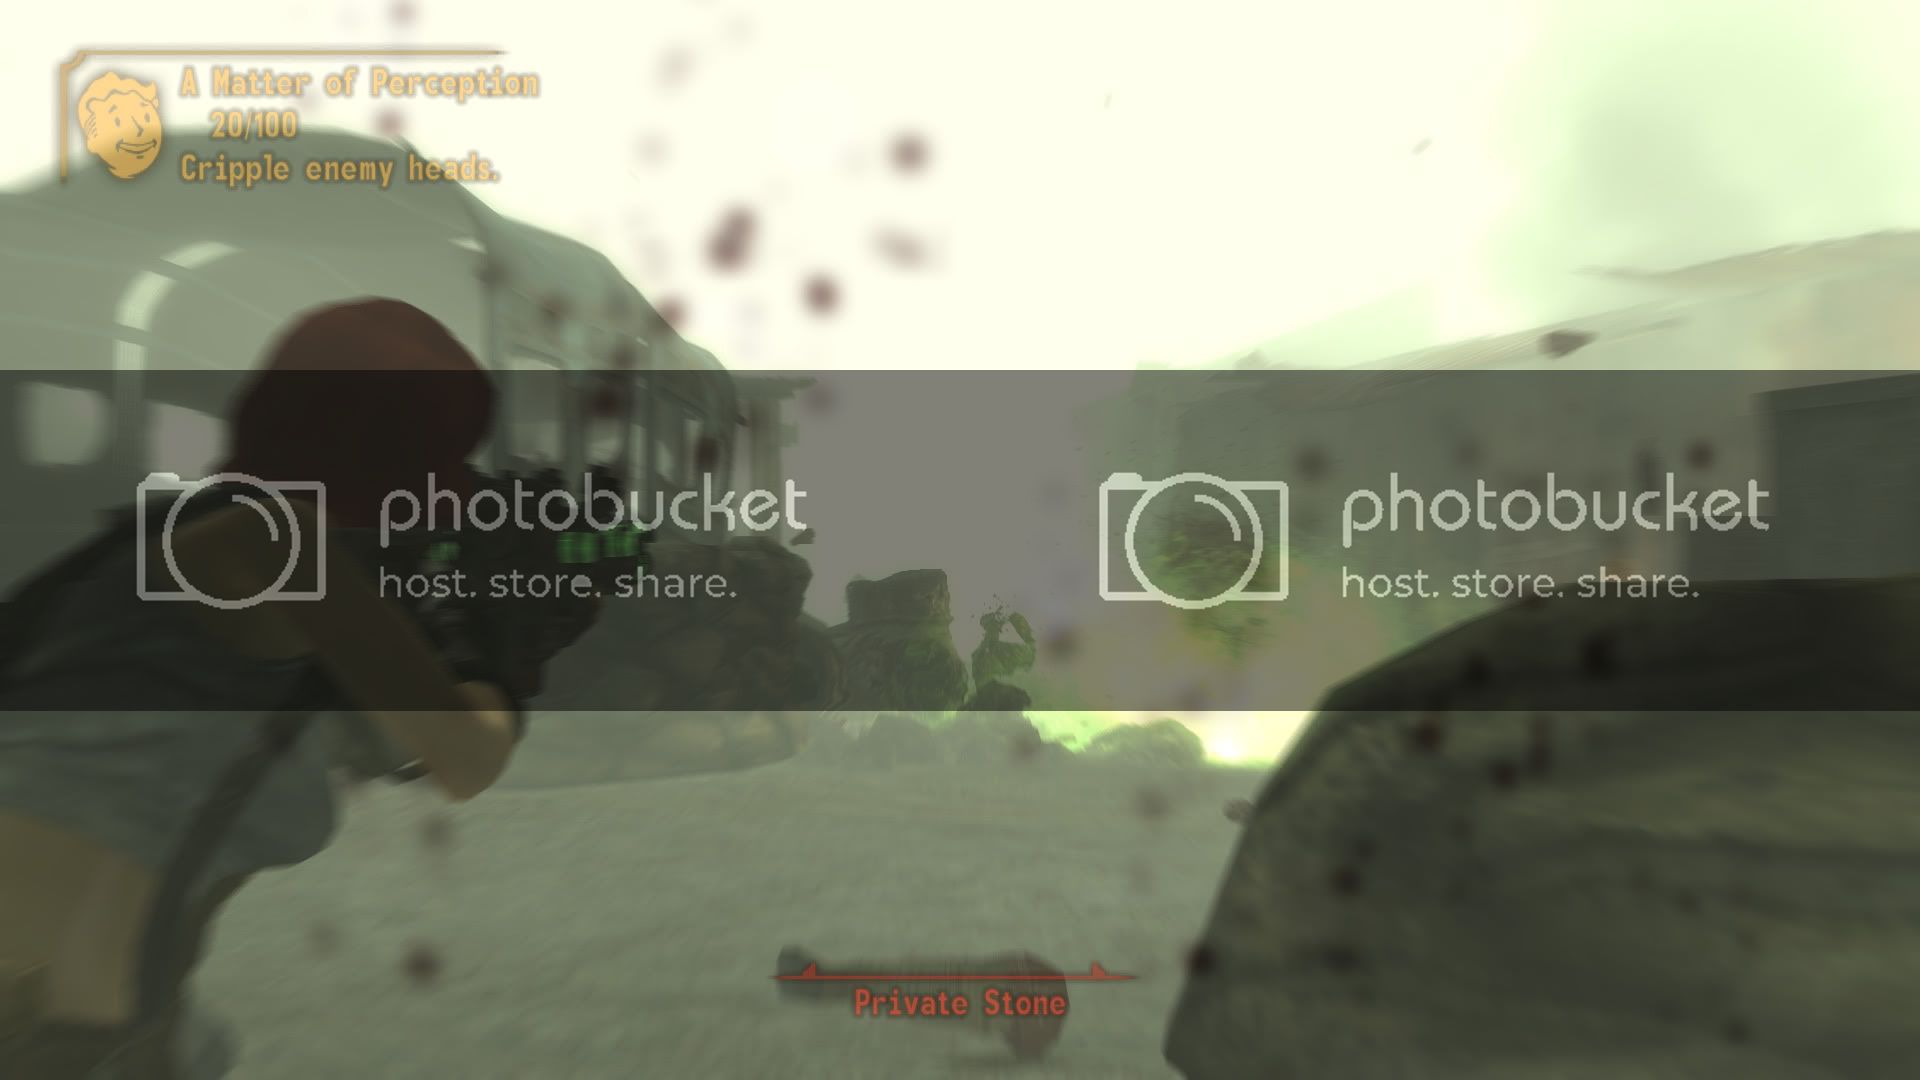 A Matter of Perception
20/100
Cripple enemy heads.
photobucket
host. store. share.
photobucket
host. store. share.
Private Stone